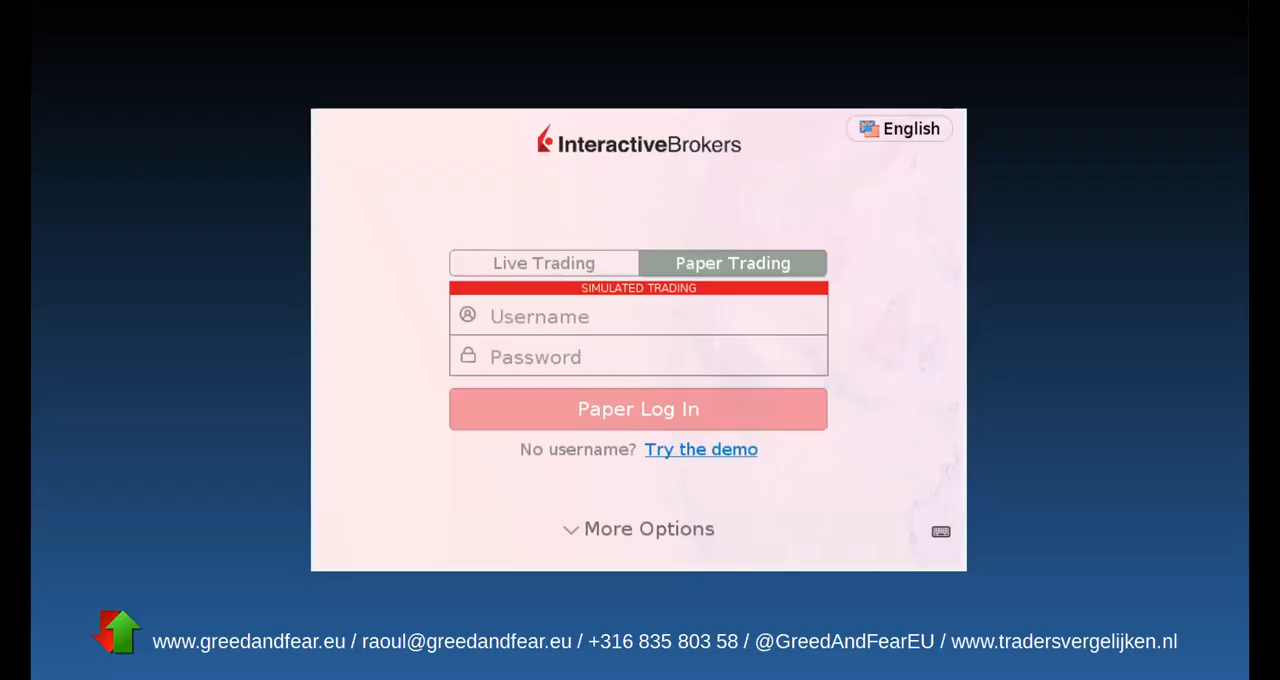 InteractiveBrokers
English
Live Trading
Paper Trading
SIMULATED TRADING
Username
Password
Paper Log In
No username? Try the demo
More Options
www.greedandfear.eu / raoul@greedandfear.eu / +316 835 803 58 / @GreedAndFearEU / www.tradersvergelijken.nl